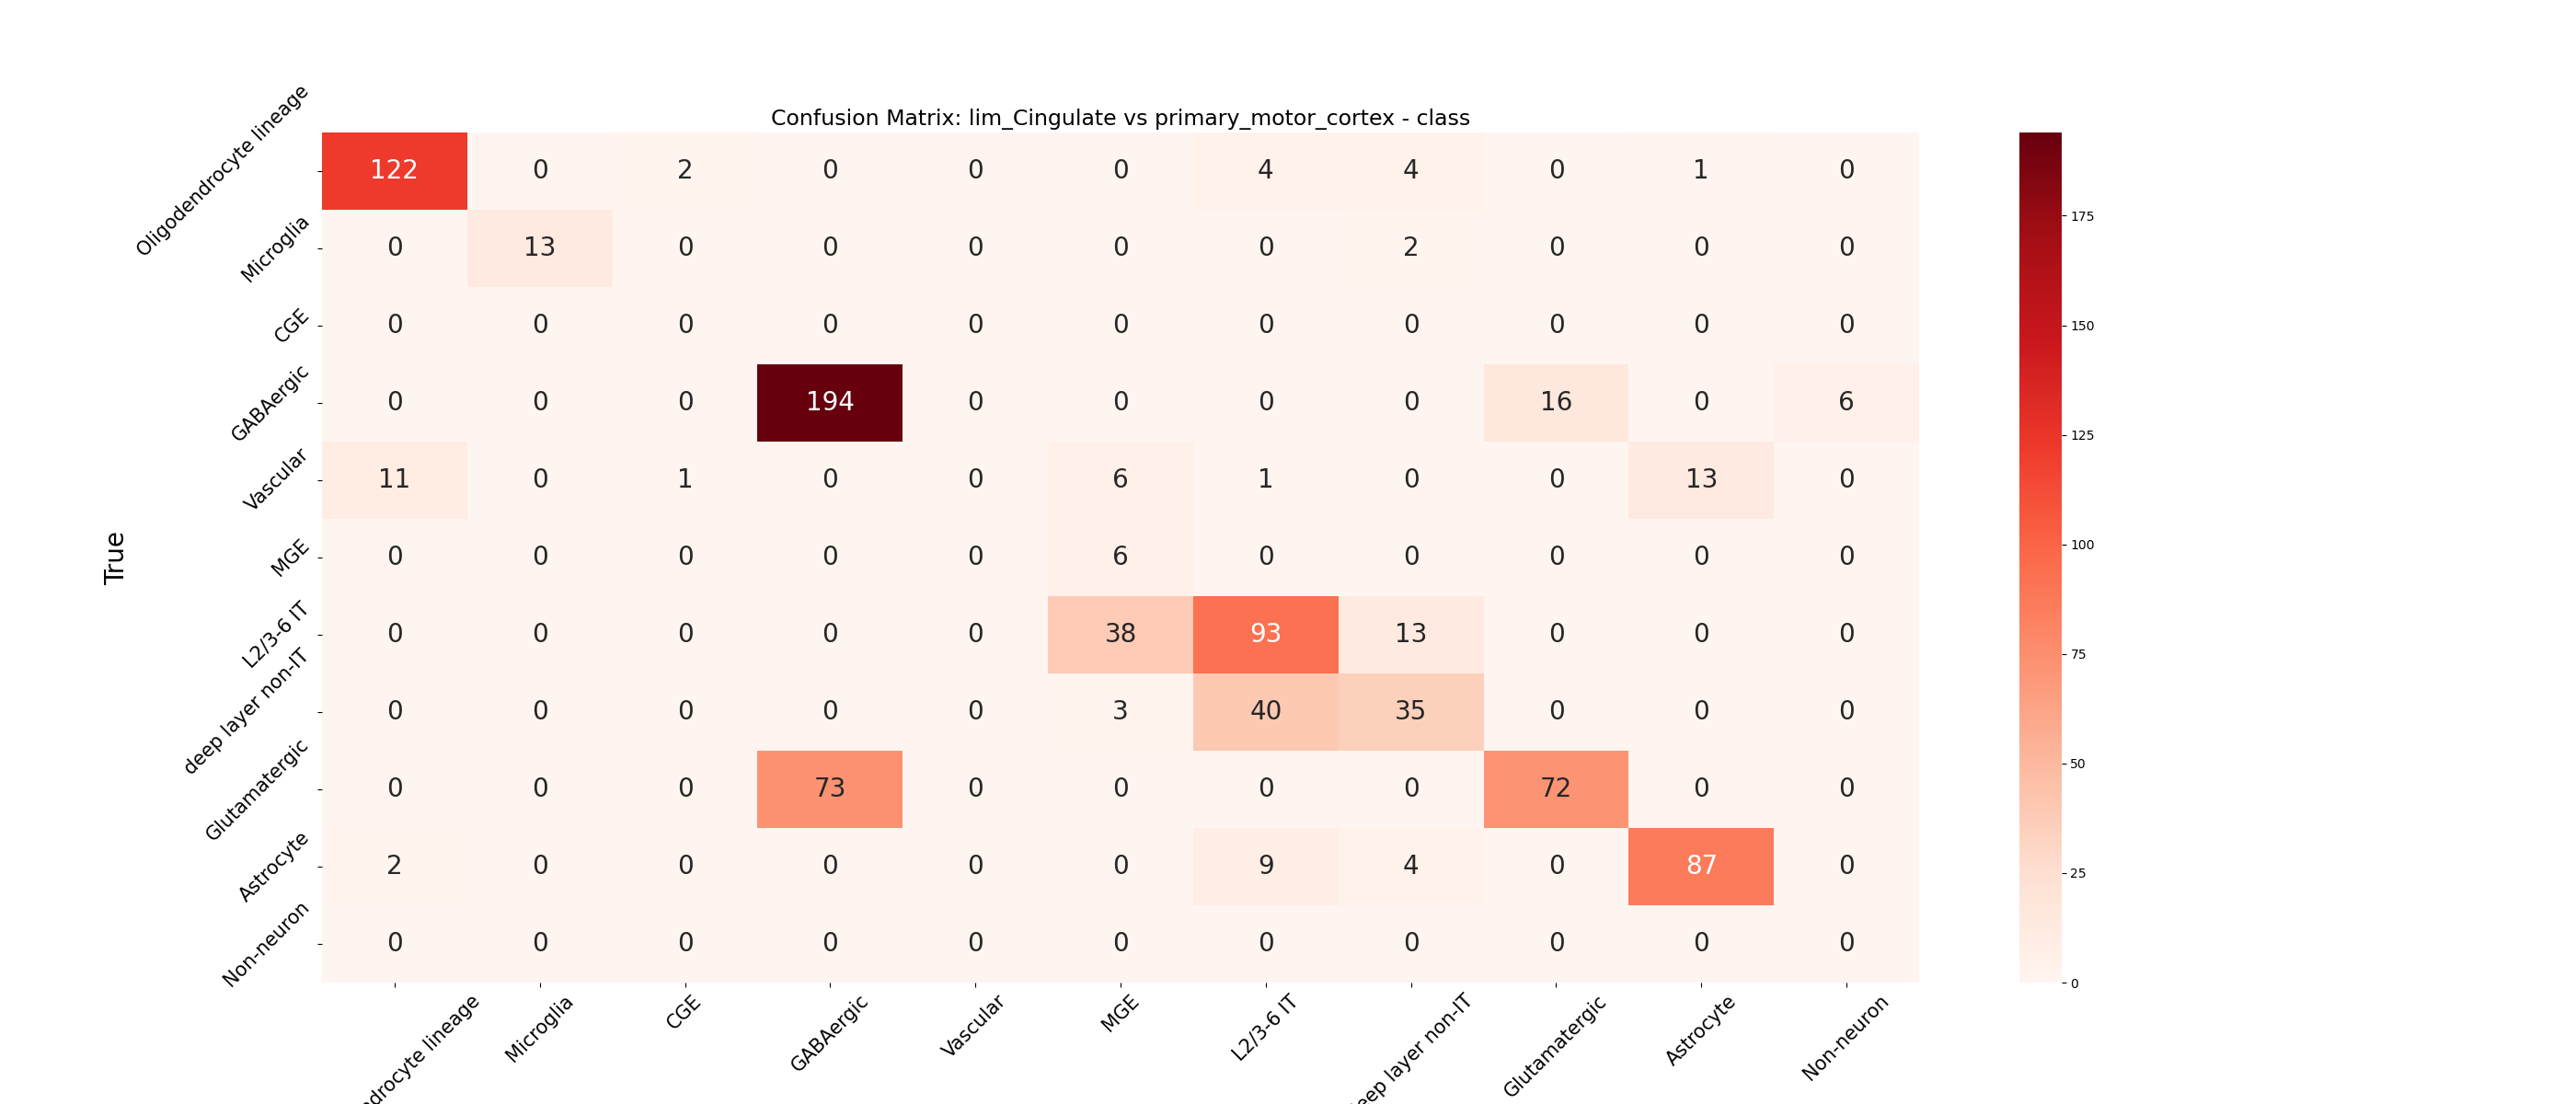 Confusion Matrix: lim_Cingulate vs primary_motor_cortex - class
True
Oligodendrocyte lineage 122 0 2 0 0 0 4 4 0 1 0
Microglia 0 13 0 0 0 0 0 2 0 0 0
CGE 0 0 0 0 0 0 0 0 0 0 0
GABAergic 0 0 0 194 0 0 0 0 16 0 6
Vascular 11 0 1 0 0 6 1 0 0 13 0
MGE 0 0 0 0 0 6 0 0 0 0 0
L2/3-6 IT 0 0 0 0 0 38 93 13 0 0 0
deep layer non-IT 0 0 0 0 0 3 40 35 0 0 0
Glutamatergic 0 0 0 73 0 0 0 0 72 0 0
Astrocyte 2 0 0 0 0 0 9 4 0 87 0
Non-neuron 0 0 0 0 0 0 0 0 0 0 0
ndrocyte lineage Microglia CGE GABAergic Vascular MGE L2/3-6 IT eep layer non-IT Glutamatergic Astrocyte Non-neuron
175
150
125
100
75
50
25
0